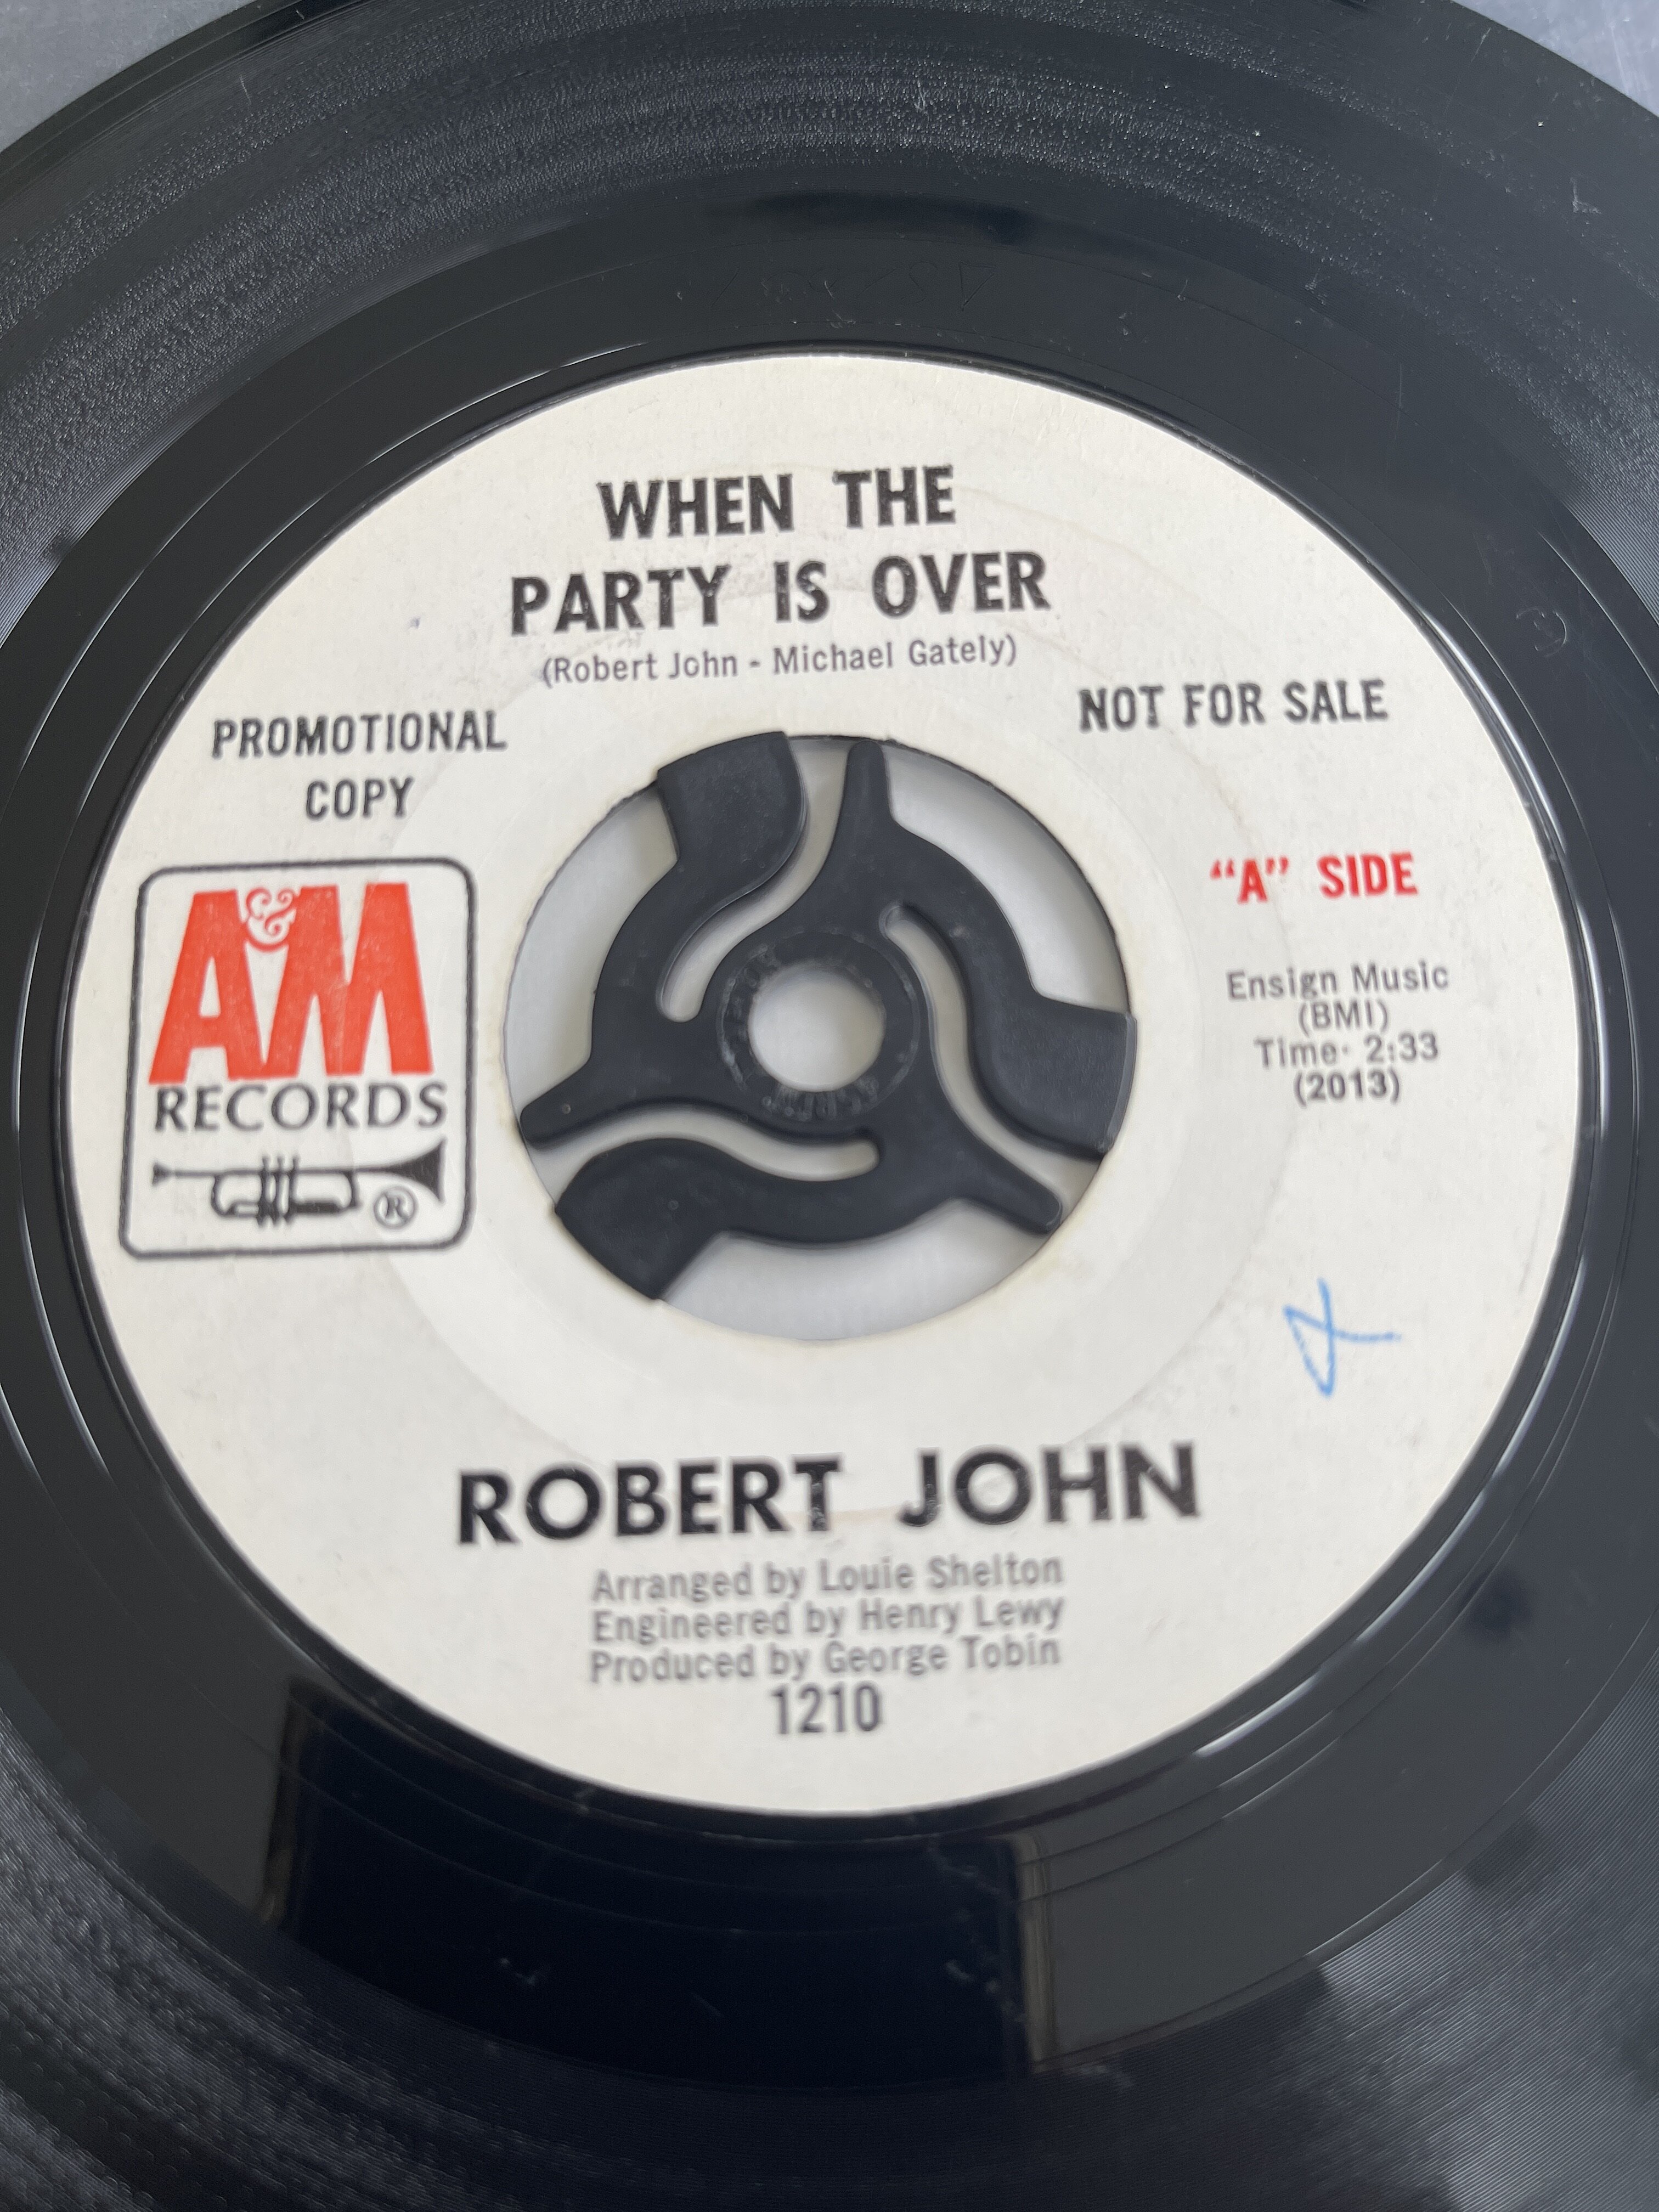 WHEN THE
PARTY IS OVER
(Robert John - Michael Gately)
PROMOTIONAL
COPY
NOT FOR SALE
A&M
RECORDS
®
“A” SIDE
Ensign Music
(BMI)
Time· 2:33
(2013)
ROBERT JOHN
Arranged by Louie Shelton
Engineered by Henry Lewy
Produced by George Tobin
1210